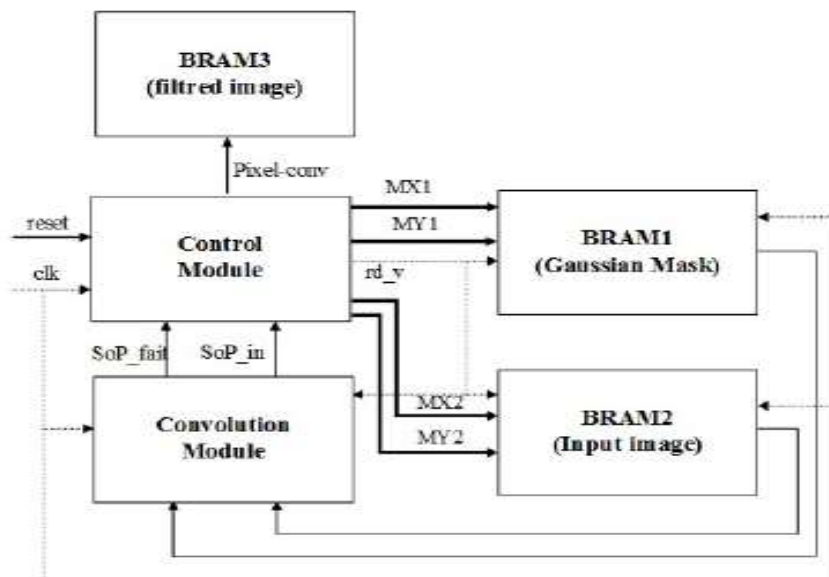 BRAM3
(filtred image)
Pixel-conv
MX1
reset
Control
Module
MY1
BRAM1
(Gaussian Mask)
clk
rd_v
SoP_fait
SoP_in
Convolution
Module
MX2
MY2
BRAM2
(Input image)